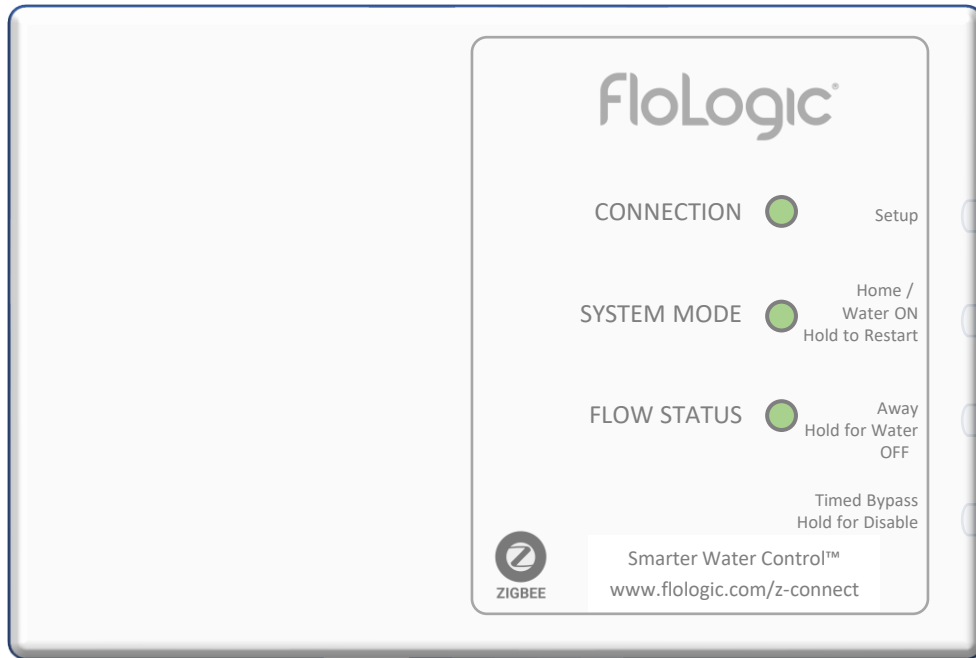 FloLogic®
CONNECTION
Setup
SYSTEM MODE
Home /
Water ON
Hold to Restart
FLOW STATUS
Away
Hold for Water
OFF
Timed Bypass
Hold for Disable
ZIGBEE
Smarter Water Control™
www.flologic.com/z-connect